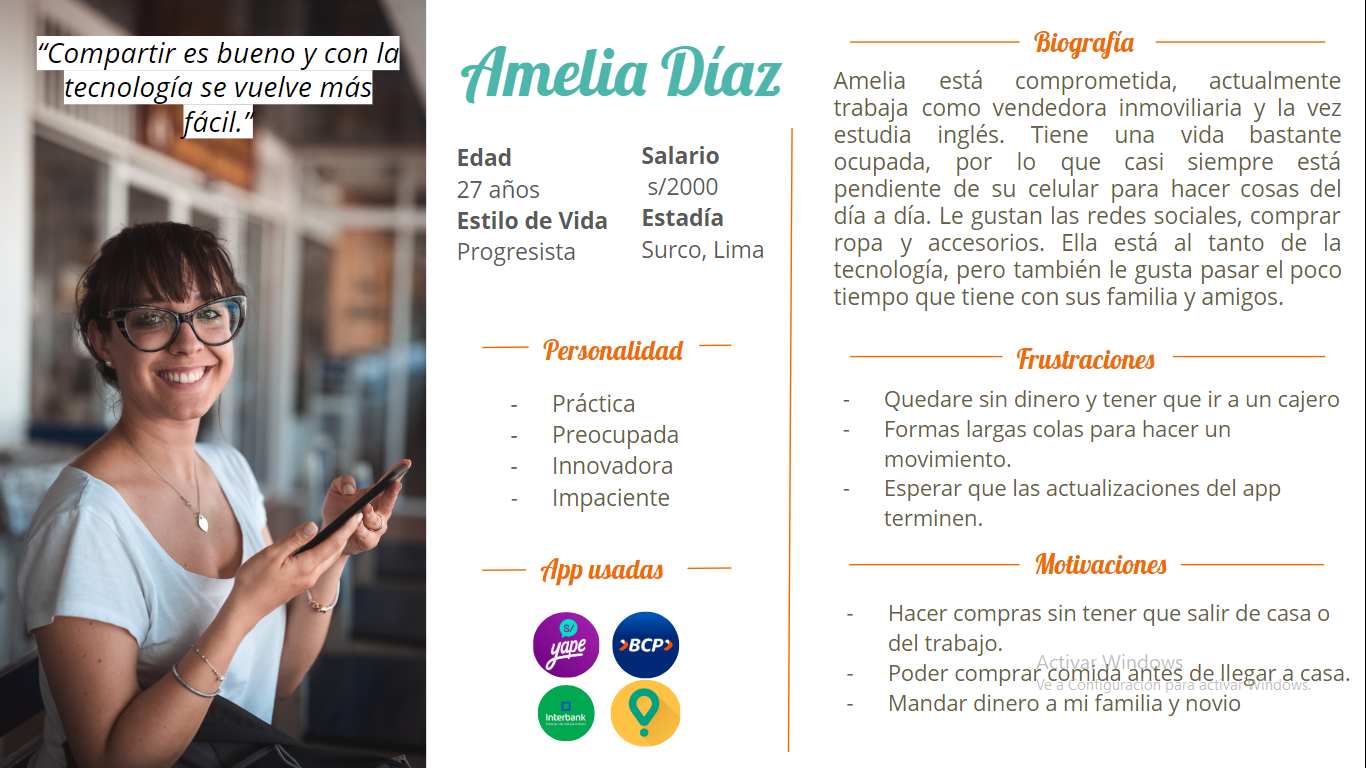 “Compartir es bueno y con la
tecnología se vuelve más
fácil.”
Amelia Díaz
Edad
27 años
Estilo de Vida
Progresista
Salario
s/2000
Estadía
Surco, Lima
Personalidad
- Práctica
- Preocupada
- Innovadora
- Impaciente
App usadas
S/
yape
BCP
Interbank
Biografía
Amelia está comprometida, actualmente
trabaja como vendedora inmoviliaria y la vez
estudia inglés. Tiene una vida bastante
ocupada, por lo que casi siempre está
pendiente de su celular para hacer cosas del
día a día. Le gustan las redes sociales, comprar
ropa y accesorios. Ella está al tanto de la
tecnología, pero también le gusta pasar el poco
tiempo que tiene con sus familia y amigos.
Frustraciones
- Quedare sin dinero y tener que ir a un cajero
- Formas largas colas para hacer un
movimiento.
- Esperar que las actualizaciones del app
terminen.
Motivaciones
- Hacer compras sin tener que salir de casa o
del trabajo.
- Poder comprar comida antes de llegar a casa.
- Mandar dinero a mi familia y novio
Activar Windows
Ve a Configuración para activar Windows.